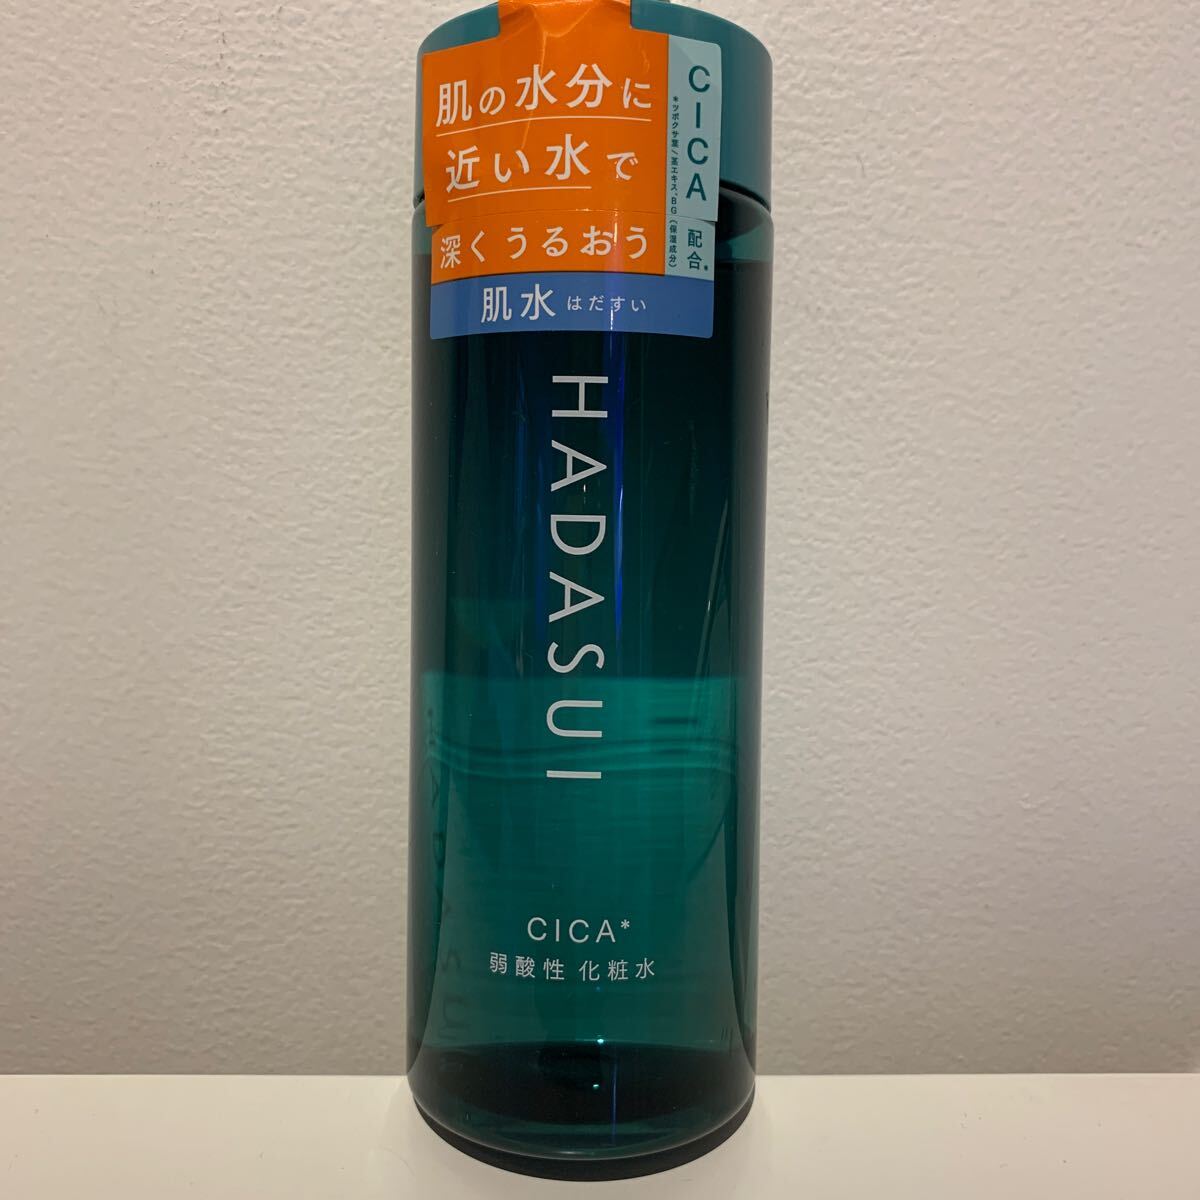 肌の水分に
近い水で
深くうるおう
CICA
配合*
*ツボクサ葉/茎エキス、BG(保湿成分)
肌水 はだすい
HADASUI
CICA*
弱酸性 化粧水